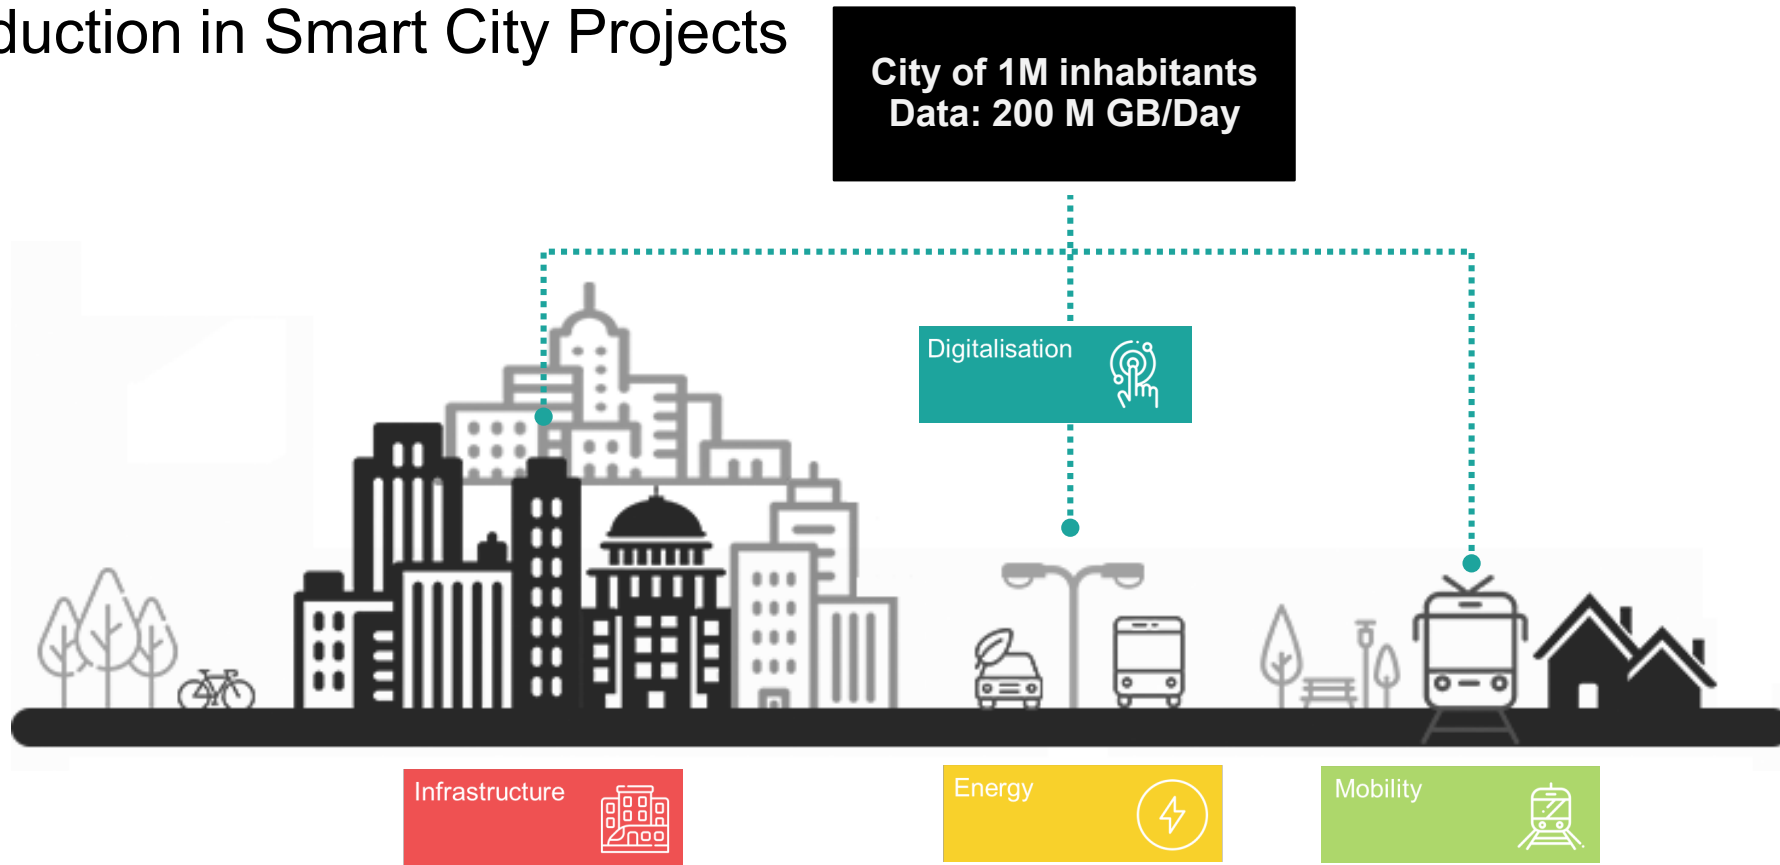 duction in Smart City Projects
City of 1M inhabitants
Data: 200 M GB/Day
Digitalisation
Infrastructure
Energy
Mobility